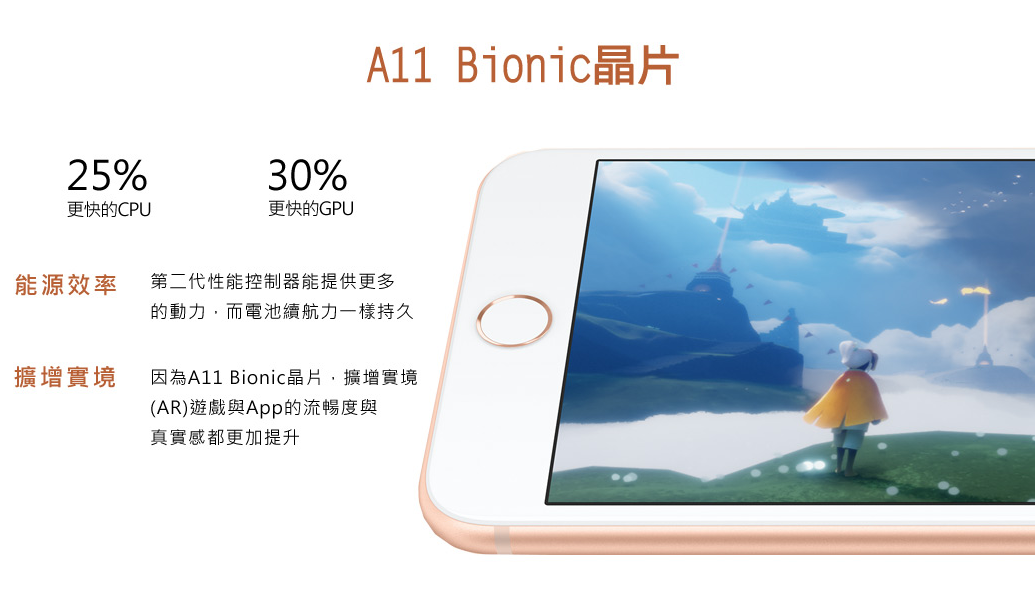 A11 Bionic晶片
25%
更快的CPU
30%
更快的GPU
能源效率
第二代性能控制器能提供更多
的動力，而電池續航力一樣持久
擴增實境
因為A11 Bionic晶片，擴增實境
(AR)遊戲與App的流暢度與
真實感都更加提升